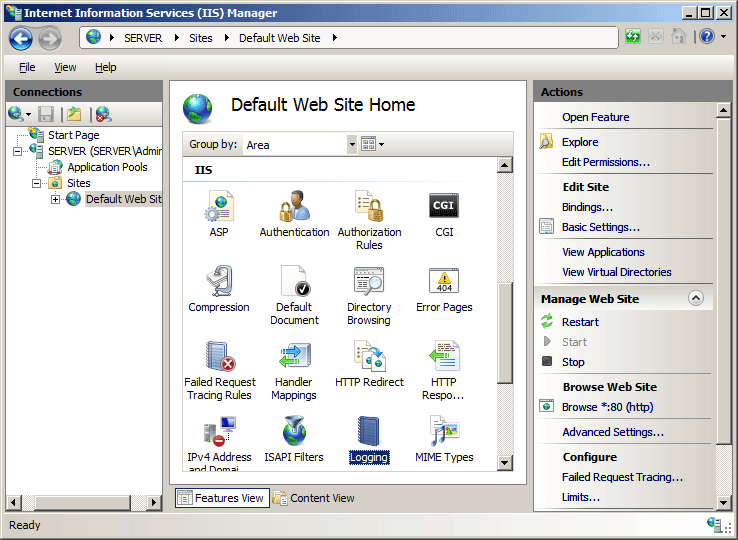 Internet Information Services (IIS) Manager
SERVER Sites Default Web Site
File View Help
Connections
Start Page
SERVER (SERVER\Admir
Application Pools
Sites
Default Web Sit
Default Web Site Home
Group by: Area
IIS
ASP
Authentication
Authorization
Rules
CGI
CGI
Compression
Default
Document
Directory
Browsing
404
Error Pages
Failed Request
Tracing Rules
Handler
Mappings
HTTP Redirect
HTTP
Respo...
IPv4 Address
and Domai
ISAPI Filters
Logging
MIME Types
Features View
Content View
Actions
Open Feature
Explore
Edit Permissions...
Edit Site
Bindings...
Basic Settings...
View Applications
View Virtual Directories
Manage Web Site
Restart
Start
Stop
Browse Web Site
Browse *:80 (http)
Advanced Settings...
Configure
Failed Request Tracing...
Limits...
Ready